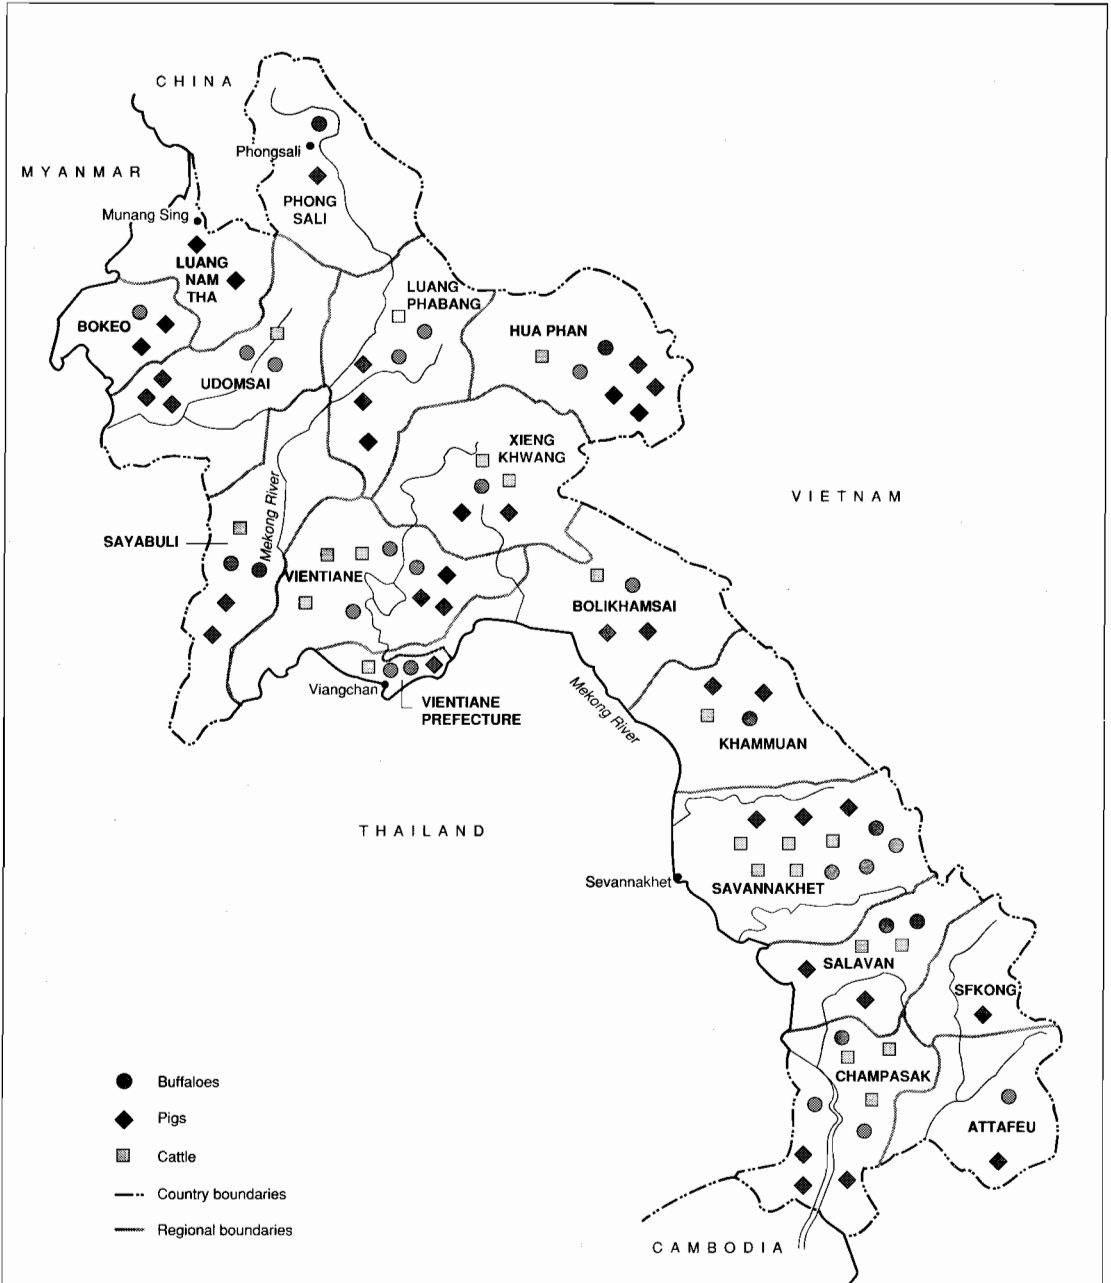 CHINA
MYANMAR
Phongsali
PHONG
SALI
Munang Sing
LUANG
NAM
THA
LUANG
PHABANG
BOKEO
HUA PHAN
UDOMSAI
XIENG
KHWANG
Mekong River
VIETNAM
SAYABULI
VIENTIANE
BOLIKHAMSAI
Viangchan
VIENTIANE
PREFECTURE
Mekong River
KHAMMUAN
THAILAND
Sevannakhet
SAVANNAKHET
SALAVAN
SFKONG
CHAMPASAK
ATTAFEU
Buffaloes
Pigs
Cattle
Country boundaries
Regional boundaries
CAMBODIA